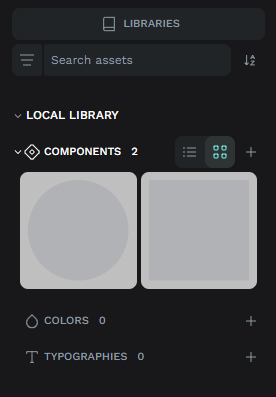 LIBRARIES
Search assets
LOCAL LIBRARY
COMPONENTS 2
COLORS 0
TYPOGRAPHIES 0